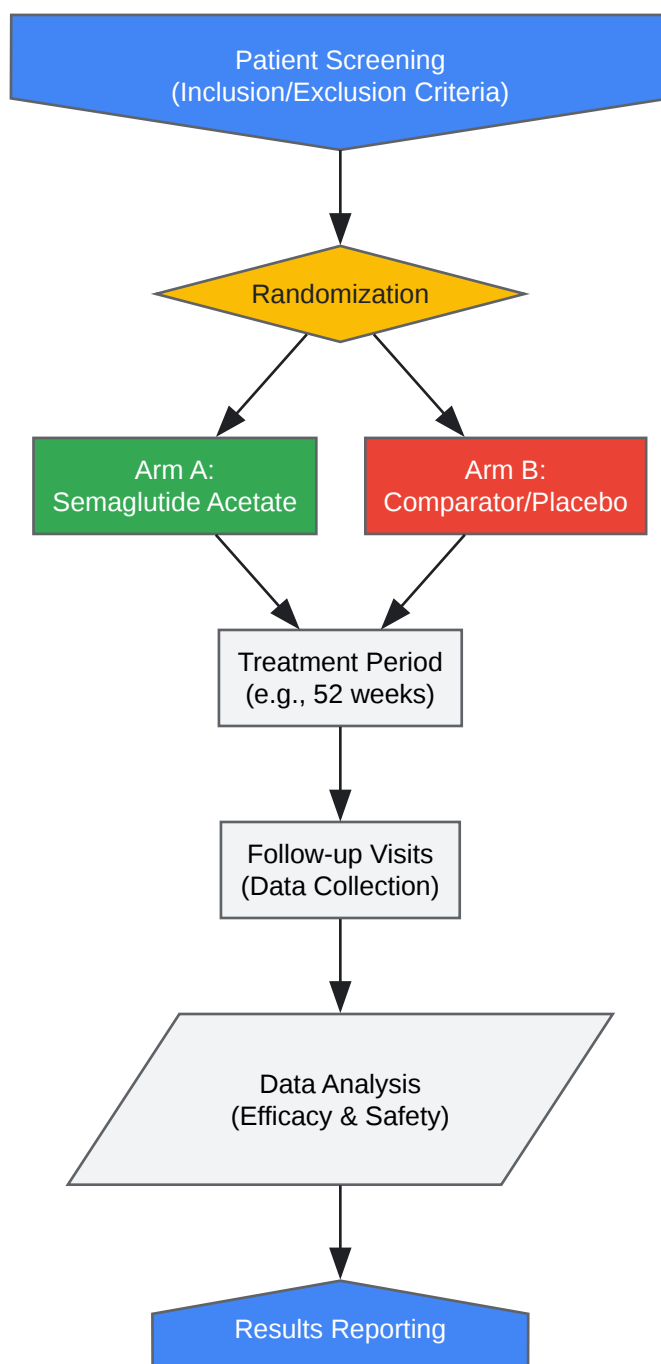 Patient Screening
(Inclusion/Exclusion Criteria)
Randomization
Arm A:
Semaglutide Acetate
Arm B:
Comparator/Placebo
Treatment Period
(e.g., 52 weeks)
Follow-up Visits
(Data Collection)
Data Analysis
(Efficacy & Safety)
Results Reporting